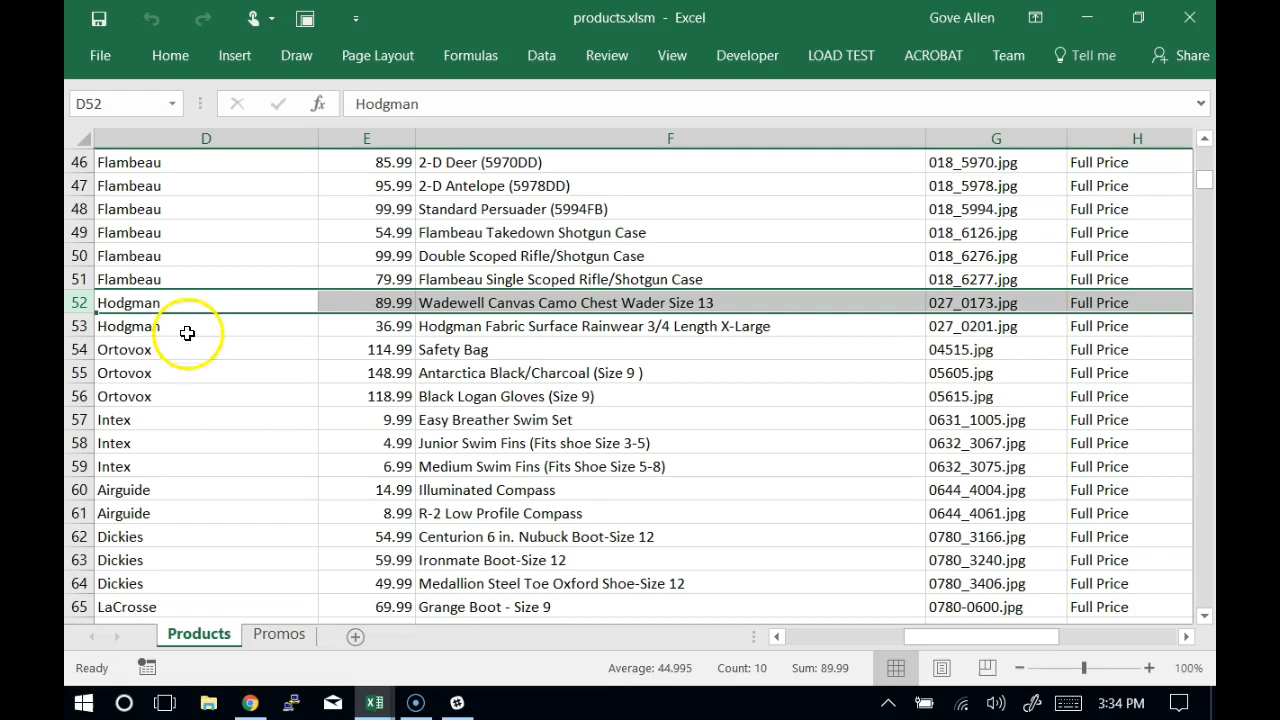 products.xlsm - Excel
Gove Allen
File Home Insert Draw Page Layout Formulas Data Review View Developer LOAD TEST ACROBAT Team Tell me Share
D52 fx Hodgman
D E F G H
46 Flambeau 85.99 2-D Deer (5970DD) 018_5970.jpg Full Price
47 Flambeau 95.99 2-D Antelope (5978DD) 018_5978.jpg Full Price
48 Flambeau 99.99 Standard Persuader (5994FB) 018_5994.jpg Full Price
49 Flambeau 54.99 Flambeau Takedown Shotgun Case 018_6126.jpg Full Price
50 Flambeau 99.99 Double Scoped Rifle/Shotgun Case 018_6276.jpg Full Price
51 Flambeau 79.99 Flambeau Single Scoped Rifle/Shotgun Case 018_6277.jpg Full Price
52 Hodgman 89.99 Wadewell Canvas Camo Chest Wader Size 13 027_0173.jpg Full Price
53 Hodgman 36.99 Hodgman Fabric Surface Rainwear 3/4 Length X-Large 027_0201.jpg Full Price
54 Ortovox 114.99 Safety Bag 04515.jpg Full Price
55 Ortovox 148.99 Antarctica Black/Charcoal (Size 9 ) 05605.jpg Full Price
56 Ortovox 118.99 Black Logan Gloves (Size 9) 05615.jpg Full Price
57 Intex 9.99 Easy Breather Swim Set 0631_1005.jpg Full Price
58 Intex 4.99 Junior Swim Fins (Fits shoe Size 3-5) 0632_3067.jpg Full Price
59 Intex 6.99 Medium Swim Fins (Fits Shoe Size 5-8) 0632_3075.jpg Full Price
60 Airguide 14.99 Illuminated Compass 0644_4004.jpg Full Price
61 Airguide 8.99 R-2 Low Profile Compass 0644_4061.jpg Full Price
62 Dickies 54.99 Centurion 6 in. Nubuck Boot-Size 12 0780_3166.jpg Full Price
63 Dickies 59.99 Ironmate Boot-Size 12 0780_3240.jpg Full Price
64 Dickies 49.99 Medallion Steel Toe Oxford Shoe-Size 12 0780_3406.jpg Full Price
65 LaCrosse 69.99 Grange Boot - Size 9 0780-0600.jpg Full Price
Products Promos
Ready Average: 44.995 Count: 10 Sum: 89.99 100%
3:34 PM